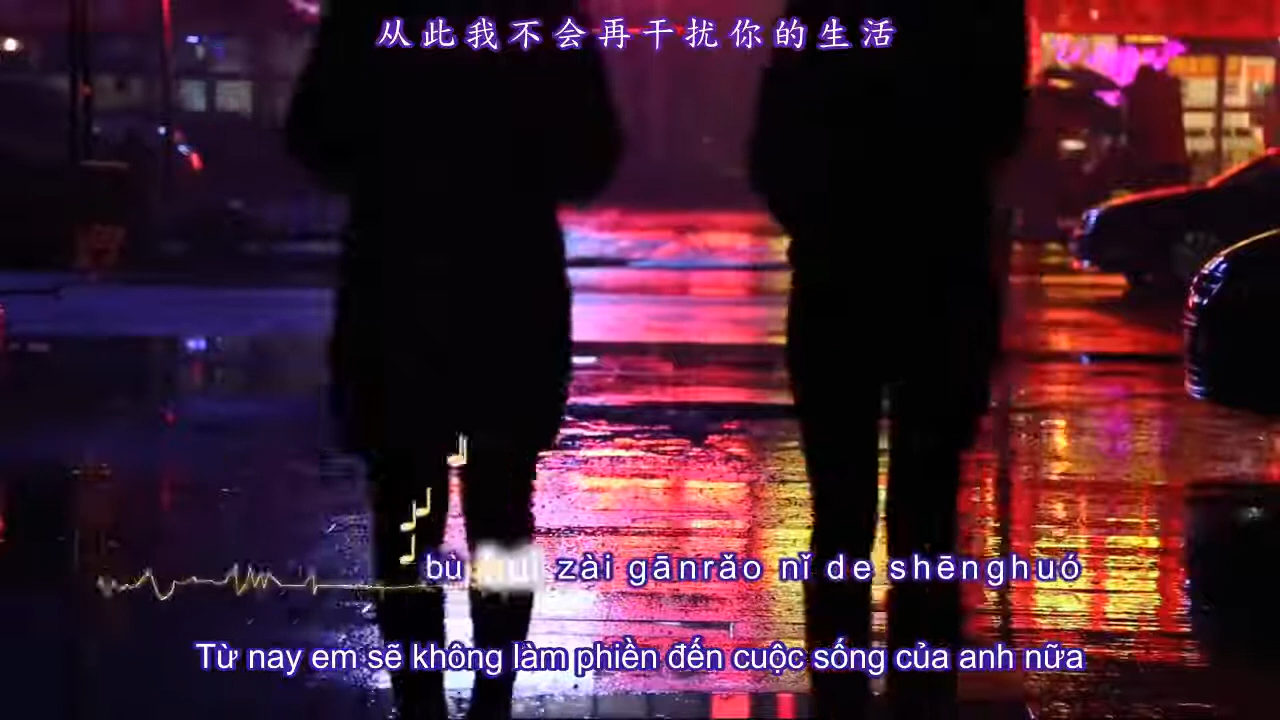 从此我不会再干扰你的生活
bù huì zài gānrǎo nǐ de shēnghuó
Từ nay em sẽ không làm phiền đến cuộc sống của anh nữa